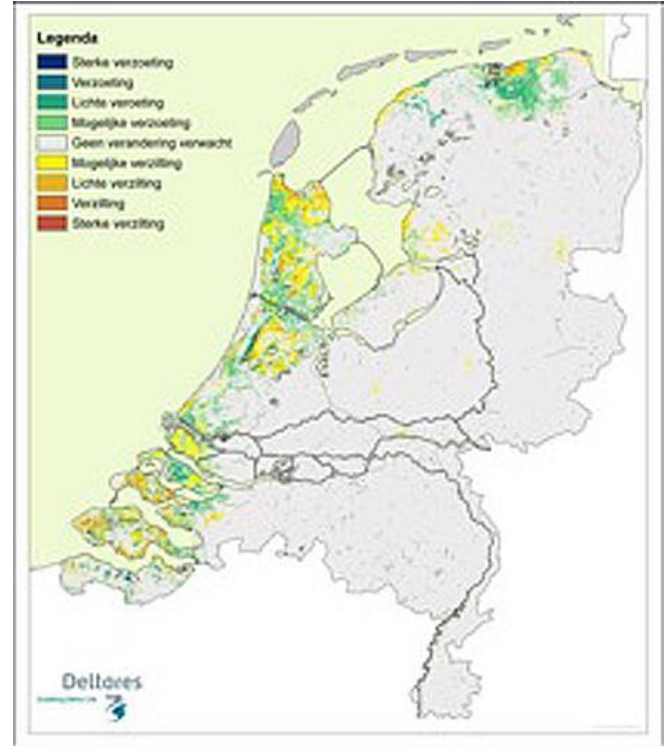 Legenda
Sterke verzoeting
Verzoeting
Lichte veroeting
Mogelijke verzoeting
Geen verandering verwacht
Mogelijke verzilting
Lichte verzilting
Verzilting
Sterke verzilting
Deltares